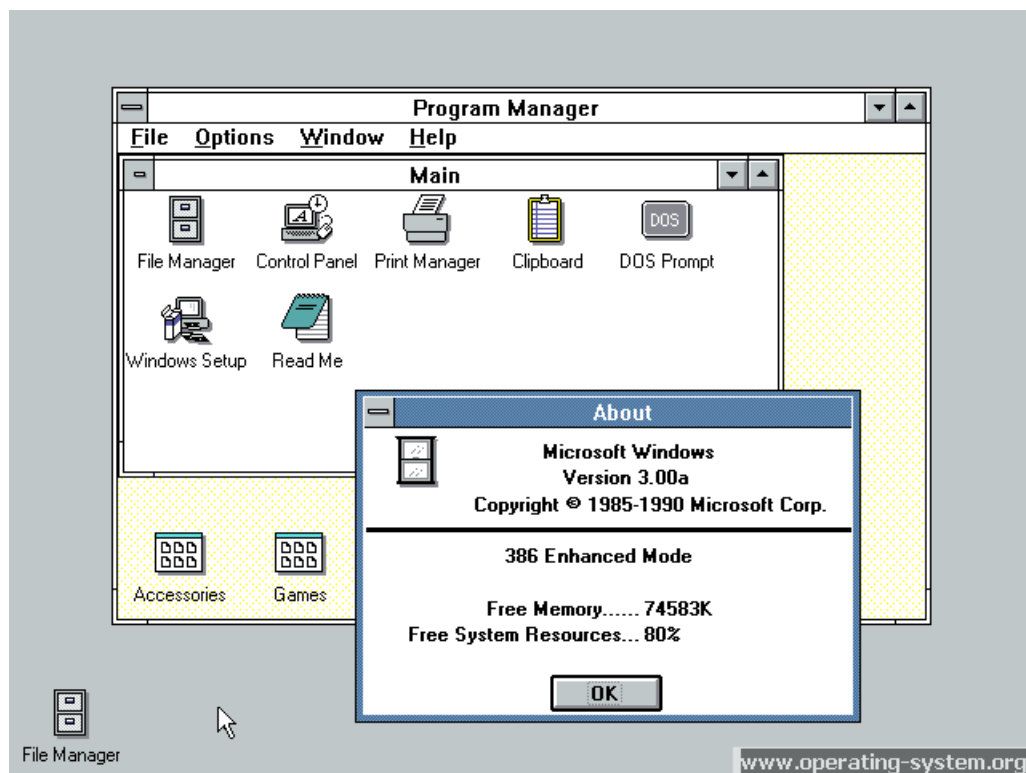 Program Manager
File Options Window Help
Main
File Manager Control Panel Print Manager Clipboard DOS Prompt
DOS
Windows Setup Read Me
About
Microsoft Windows
Version 3.00a
Copyright © 1985-1990 Microsoft Corp.
386 Enhanced Mode
Free Memory...... 74583K
Free System Resources... 80%
OK
Accessories Games
File Manager
www.operating-system.org